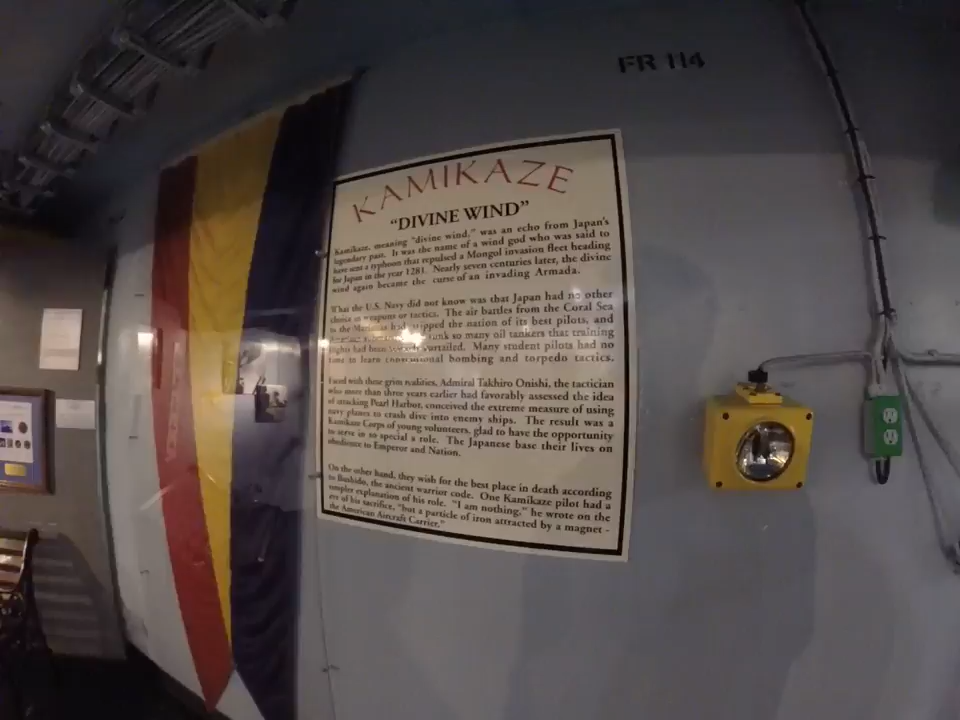 FR 114
KAMIKAZE
"DIVINE WIND"
Kamikaze, meaning "divine wind," was an echo from Japan's
legendary past. It was the name of a wind god who was said to
have sent a typhoon that repulsed a Mongol invasion fleet heading
for Japan in the year 1281. Nearly seven centuries later, the divine
wind again became the curse of an invading Armada.
What the U.S. Navy did not know was that Japan had no other
choice in weapons or tactics. The air battles from the Coral Sea
to the Marianas had stripped the nation of its best pilots, and
sunk so many oil tankers that training
flights had been curtailed. Many student pilots had no
time to learn conventional bombing and torpedo tactics.
Faced with these grim realities, Admiral Takhiro Onishi, the tactician
who more than three years earlier had favorably assessed the idea
of attacking Pearl Harbor, conceived the extreme measure of using
navy planes to crash dive into enemy ships. The result was a
Kamikaze Corps of young volunteers, glad to have the opportunity
to serve in so special a role. The Japanese base their lives on
obedience to Emperor and Nation.
On the other hand, they wish for the best place in death according
to Bushido, the ancient warrior code. One Kamikaze pilot had a
simpler explanation of his role. "I am nothing," he wrote on the
eve of his sacrifice, "but a particle of iron attracted by a magnet -
the American Aircraft Carrier."